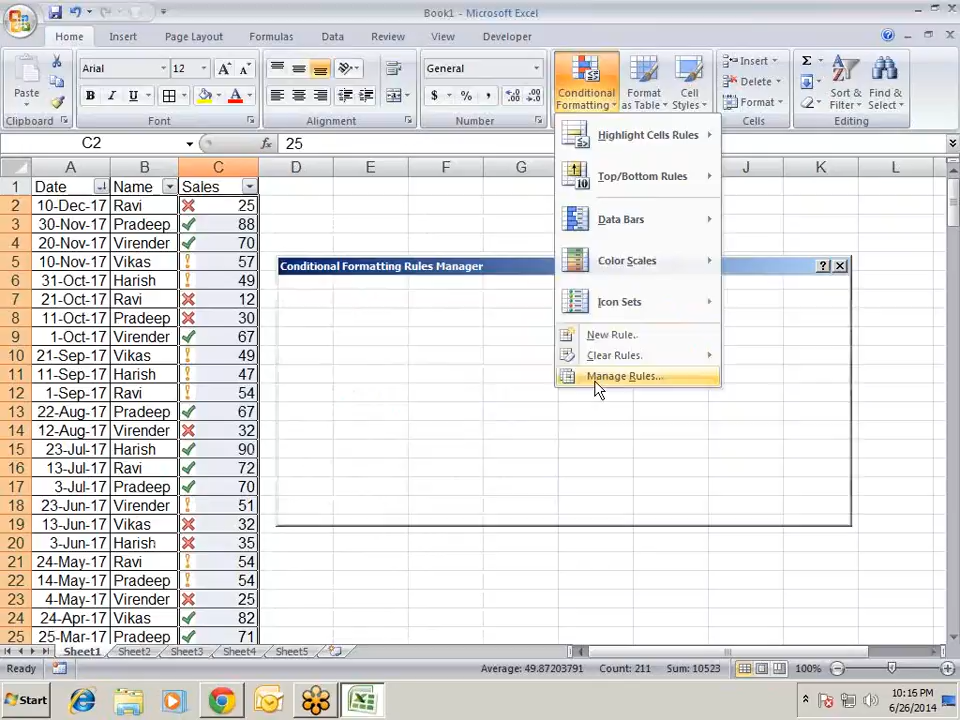 Book1 - Microsoft Excel
Home Insert Page Layout Formulas Data Review View Developer
Paste
Arial 12
B I U
General
$ % ,
Conditional Formatting
Format as Table
Cell Styles
Insert
Delete
Format
Sort & Filter
Find & Select
Clipboard Font Alignment Number Cells Editing
C2 fx 25
A B C D E F G J K L
1 Date Name Sales
2 10-Dec-17 Ravi 25
3 30-Nov-17 Pradeep 88
4 20-Nov-17 Virender 70
5 10-Nov-17 Vikas 57
6 31-Oct-17 Harish 49
7 21-Oct-17 Ravi 12
8 11-Oct-17 Pradeep 30
9 1-Oct-17 Virender 67
10 21-Sep-17 Vikas 49
11 11-Sep-17 Harish 47
12 1-Sep-17 Ravi 54
13 22-Aug-17 Pradeep 67
14 12-Aug-17 Virender 32
15 23-Jul-17 Harish 90
16 13-Jul-17 Ravi 72
17 3-Jul-17 Pradeep 70
18 23-Jun-17 Virender 51
19 13-Jun-17 Vikas 32
20 3-Jun-17 Harish 35
21 24-May-17 Ravi 54
22 14-May-17 Pradeep 54
23 4-May-17 Virender 25
24 24-Apr-17 Vikas 82
25 25-Mar-17 Pradeep 71
Highlight Cells Rules
Top/Bottom Rules
Data Bars
Color Scales
Icon Sets
New Rule...
Clear Rules
Manage Rules...
Conditional Formatting Rules Manager
Sheet1 Sheet2 Sheet3 Sheet4 Sheet5
Ready Average: 49.87203791 Count: 211 Sum: 10523 100%
Start
10:15 PM
6/26/2014